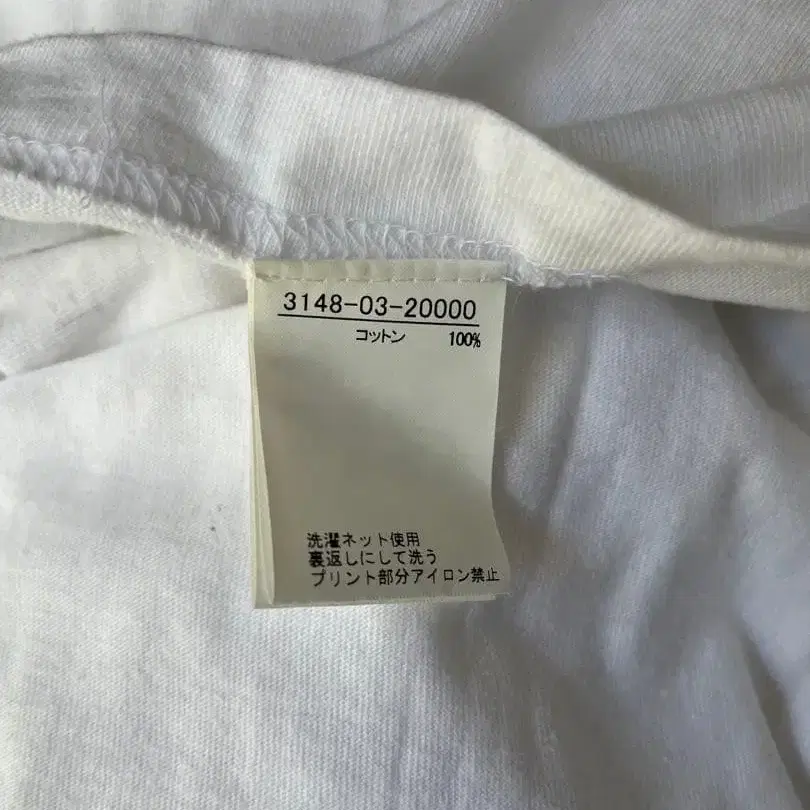 3148-03-20000
コットン 100%
洗濯ネット使用
裏返しにして洗う
プリント部分アイロン禁止